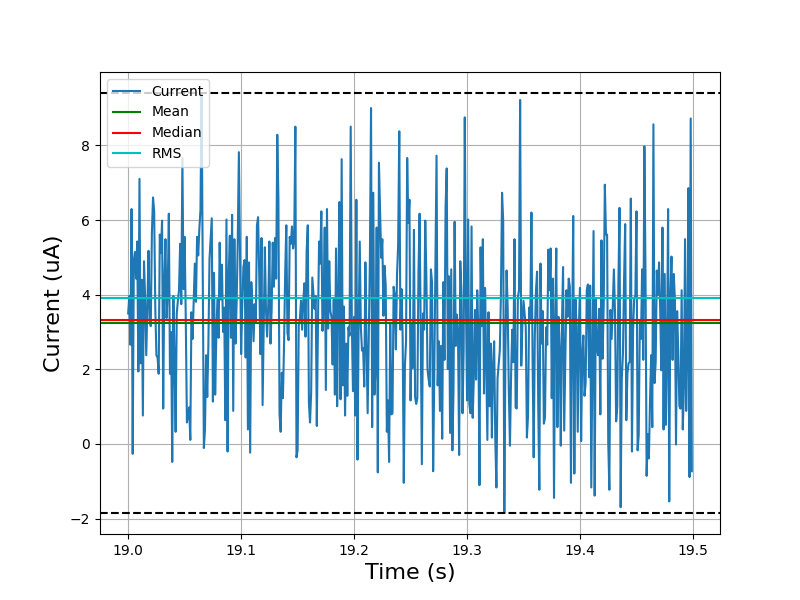 Current
Mean
Median
RMS
8
6
4
2
0
−2
Current (uA)
19.0 19.1 19.2 19.3 19.4 19.5
Time (s)